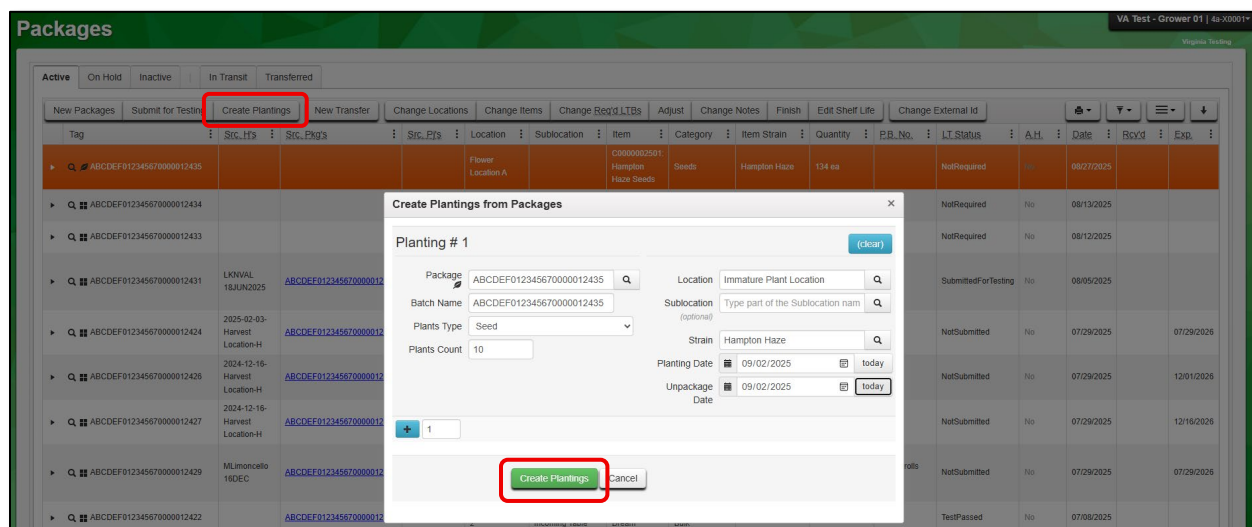 Packages
VA Test - Grower 01 | 4a-X0001
Virginia Testing
Active On Hold Inactive In Transit Transferred
New Packages Submit for Testing Create Plantings New Transfer Change Locations Change Items Change Req'd LTBs Adjust Change Notes Finish Edit Shelf Life Change External Id
Tag Src. H's Src. Pkg's Src. Pl's Location Sublocation Item Category Item Strain Quantity P.B. No. LT Status A.H. Date Rcv'd Exp.
ABCDEF012345670000012435 Flower Location A C0000002501: Hampton Haze Seeds Seeds Hampton Haze 134 ea NotRequired 08/27/2025
ABCDEF012345670000012434 NotRequired No 08/13/2025
ABCDEF012345670000012433 NotRequired No 08/12/2025
ABCDEF012345670000012431 LKNVAL 18JUN2025 ABCDEF01234567000012 SubmittedForTesting No 08/05/2025
ABCDEF012345670000012424 2025-02-03- Harvest Location-H ABCDEF01234567000012 NotSubmitted No 07/29/2025 07/29/2026
ABCDEF012345670000012426 2024-12-16- Harvest Location-H ABCDEF01234567000012 NotSubmitted No 07/29/2025 12/01/2026
ABCDEF012345670000012427 2024-12-16- Harvest Location-H ABCDEF01234567000012 NotSubmitted No 07/29/2025 12/16/2026
ABCDEF012345670000012429 MLimoncello 16DEC ABCDEF01234567000012 rolls NotSubmitted No 07/29/2025 07/29/2026
ABCDEF012345670000012422 ABCDEF01234567000012 TestPassed No 07/08/2025
Create Plantings from Packages ×
Planting # 1 (clear)
Package ABCDEF012345670000012435
Batch Name ABCDEF012345670000012435
Plants Type Seed
Plants Count 10
Location Immature Plant Location
Sublocation Type part of the Sublocation nam
(optional)
Strain Hampton Haze
Planting Date 09/02/2025 today
Unpackage Date 09/02/2025 today
+ 1
Create Plantings Cancel